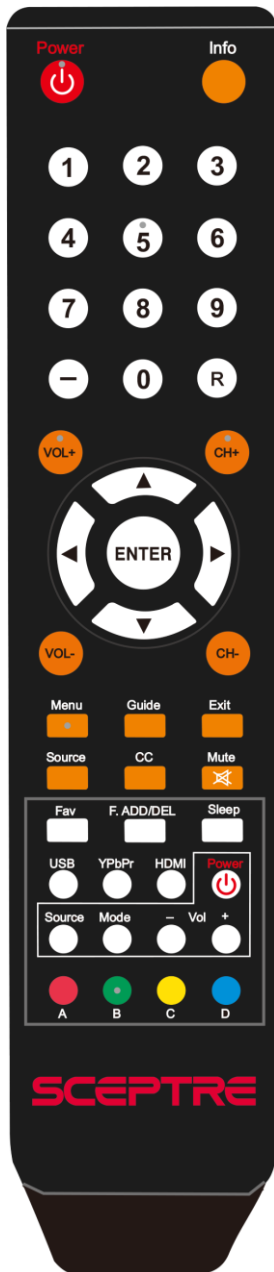 Power Info
1 2 3
4 5 6
7 8 9
– 0 R
VOL+ CH+
ENTER
VOL- CH-
Menu Guide Exit
Source CC Mute
Fav F. ADD/DEL Sleep
USB YPbPr HDMI Power
Source Mode – Vol +
A B C D
SCEPTRE